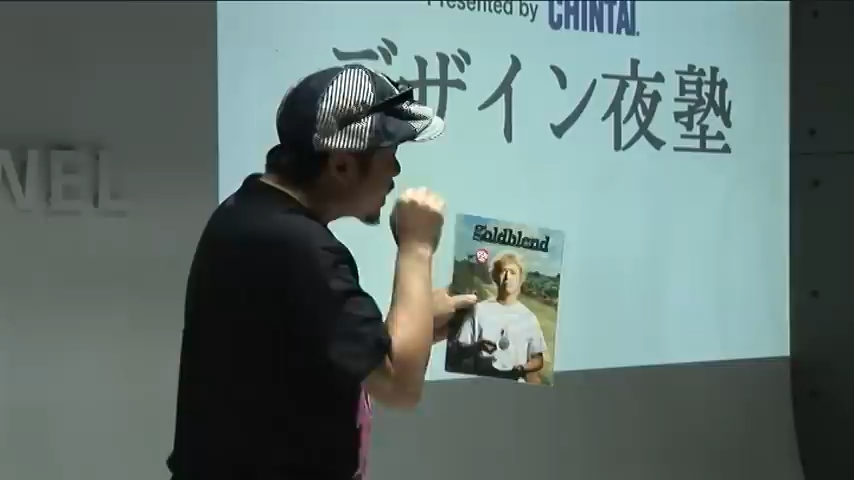 Presented by CHINTAI
デザイン夜塾
NEL
goldblend